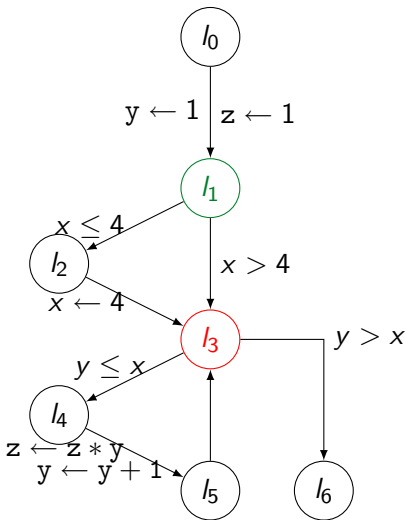 l₀
y ← 1 z ← 1
l₁
x ≤ 4
x > 4
l₂
x ← 4
l₃
y > x
y ≤ x
l₄
z ← z * y
y ← y + 1
l₅
l₆